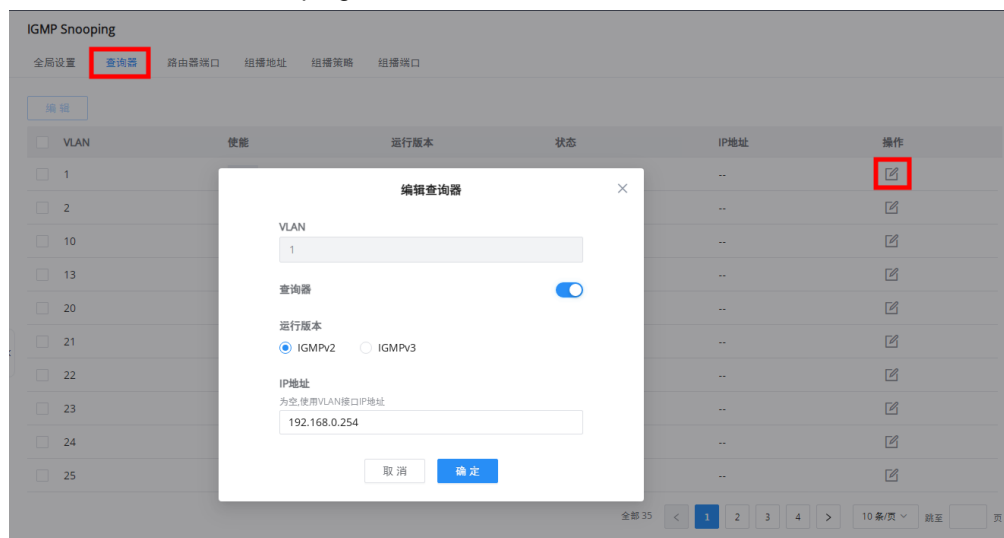 IGMP Snooping
全局设置 查询器 路由器端口 组播地址 组播策略 组播端口
编辑
VLAN 使能 运行版本 状态 IP地址 操作
1 --
2 --
10 --
13 --
20 --
21 --
22 --
23 --
24 --
25 --
编辑查询器
VLAN
1
查询器
运行版本
IGMPv2 IGMPv3
IP地址
为空,使用VLAN接口IP地址
192.168.0.254
取消 确定
全部 35 < 1 2 3 4 > 10 条/页 跳至 页